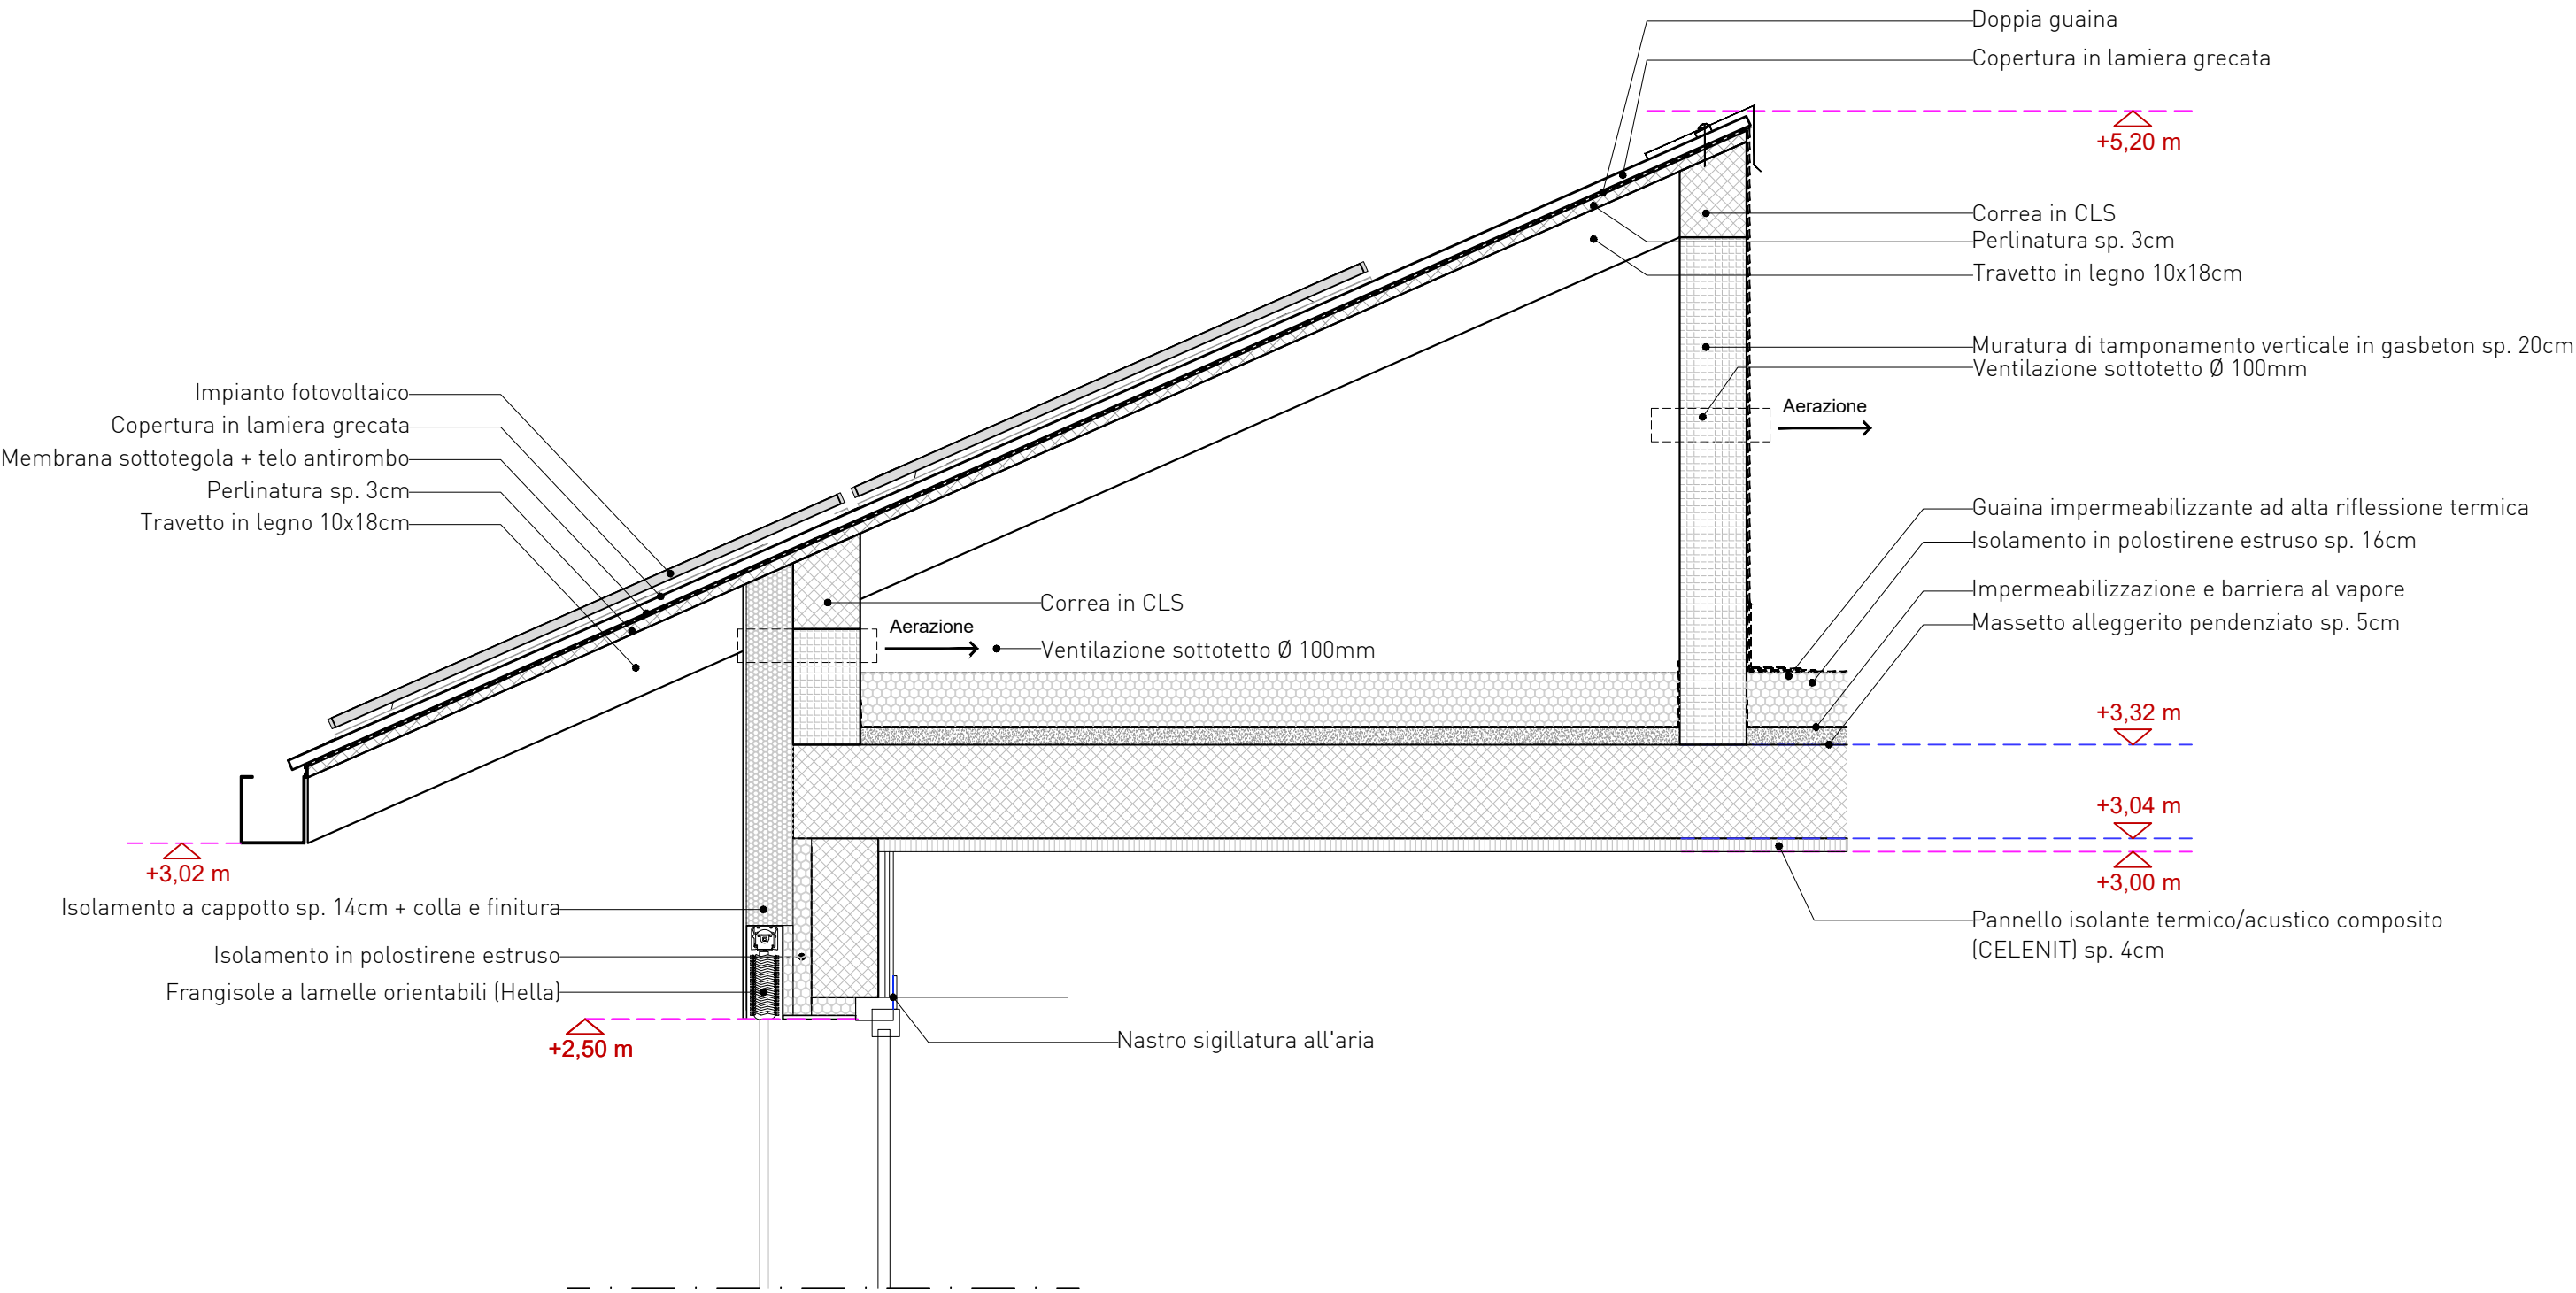 Doppia guaina
Copertura in lamiera grecata
+5,20 m
Correa in CLS
Perlinatura sp. 3cm
Travetto in legno 10x18cm
Muratura di tamponamento verticale in gasbeton sp. 20cm
Ventilazione sottotetto Ø 100mm
Aerazione
Impianto fotovoltaico
Copertura in lamiera grecata
Membrana sottotegola + telo antirombo
Perlinatura sp. 3cm
Travetto in legno 10x18cm
Guaina impermeabilizzante ad alta riflessione termica
Isolamento in polostirene estruso sp. 16cm
Impermeabilizzazione e barriera al vapore
Massetto alleggerito pendenziato sp. 5cm
Correa in CLS
Aerazione
Ventilazione sottotetto Ø 100mm
+3,32 m
+3,04 m
+3,00 m
+3,02 m
Isolamento a cappotto sp. 14cm + colla e finitura
Isolamento in polostirene estruso
Frangisole a lamelle orientabili (Hella)
+2,50 m
Pannello isolante termico/acustico composito
(CELENIT) sp. 4cm
Nastro sigillatura all'aria